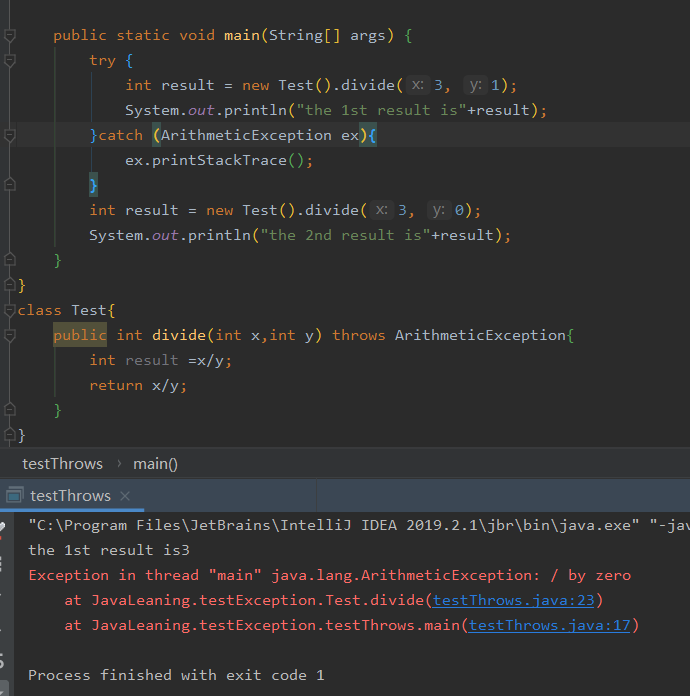 public static void main(String[] args) {
try {
int result = new Test().divide( x: 3, y: 1);
System.out.println("the 1st result is"+result);
}catch (ArithmeticException ex){
ex.printStackTrace();
}
int result = new Test().divide( x: 3, y: 0);
System.out.println("the 2nd result is"+result);
}
}
class Test{
public int divide(int x,int y) throws ArithmeticException{
int result =x/y;
return x/y;
}
}
testThrows › main()
testThrows ×
"C:\Program Files\JetBrains\IntelliJ IDEA 2019.2.1\jbr\bin\java.exe" "-jav
the 1st result is3
Exception in thread "main" java.lang.ArithmeticException: / by zero
at JavaLeaning.testException.Test.divide(testThrows.java:23)
at JavaLeaning.testException.testThrows.main(testThrows.java:17)
Process finished with exit code 1